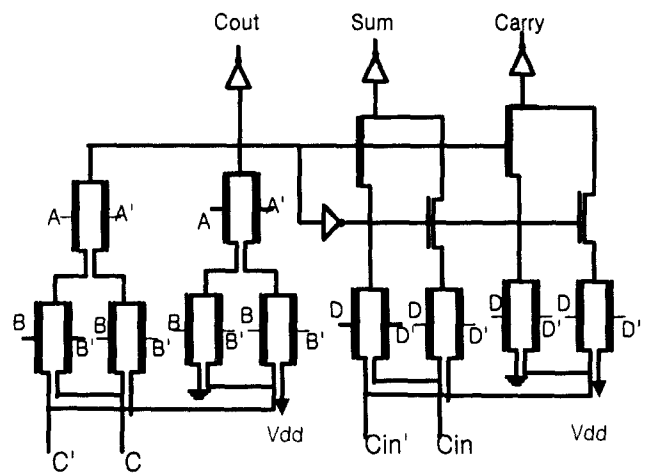 Cout Sum Carry
A A' A A'
B B' B B' B B' B B' D D' D D' D D' D D'
Vdd Vdd
C' C Cin' Cin